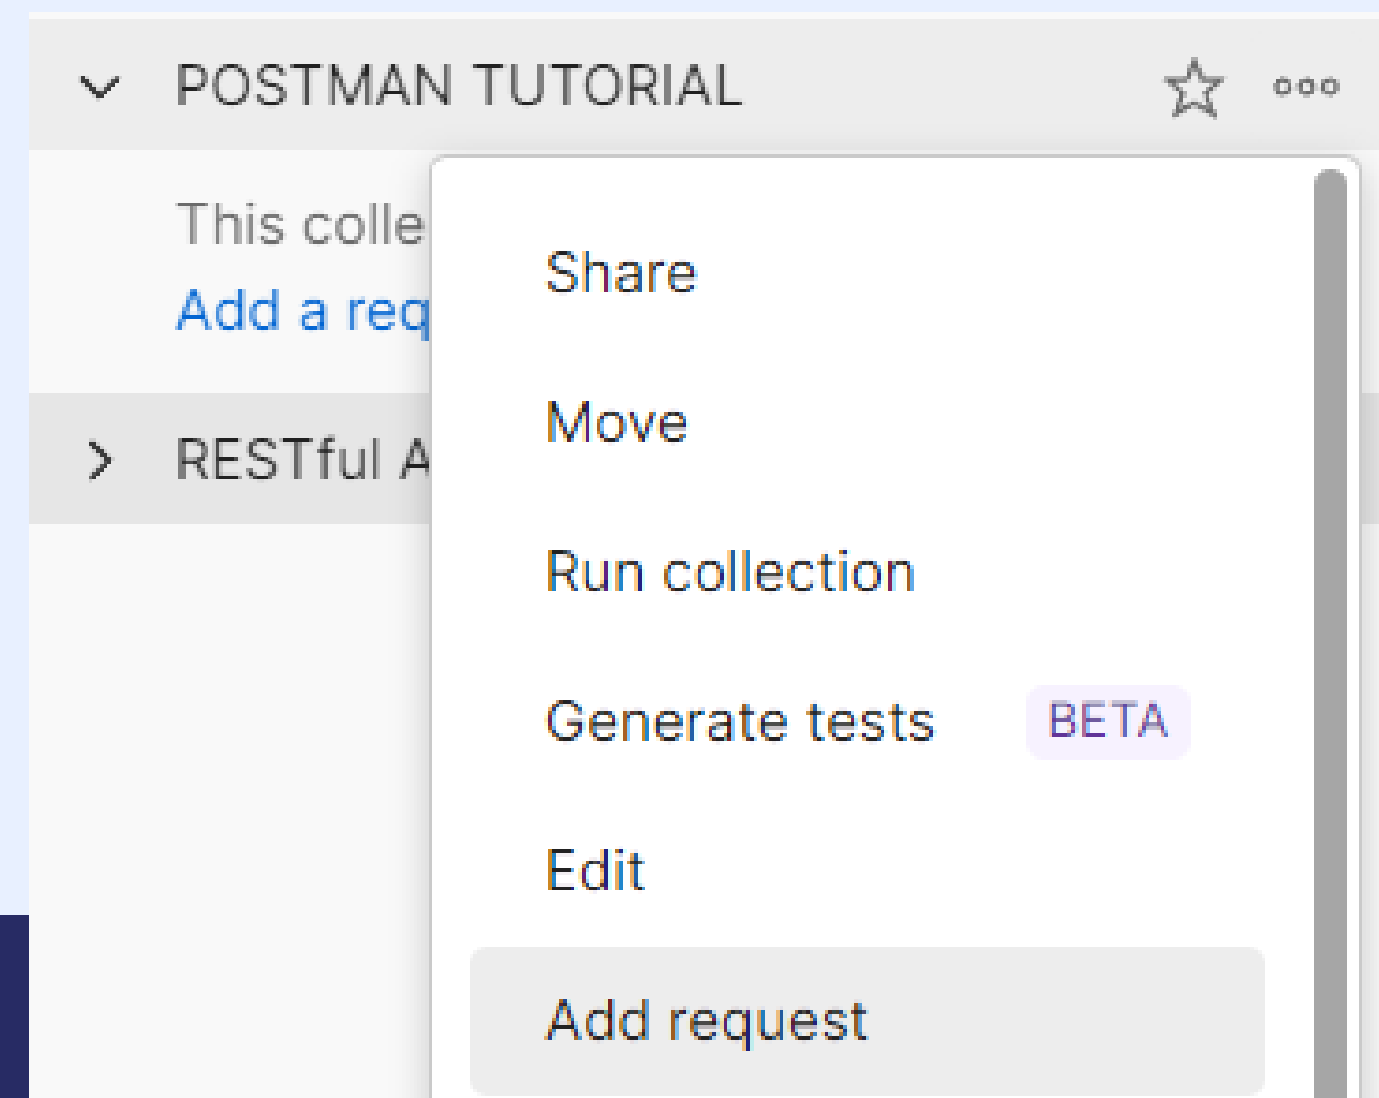 POSTMAN TUTORIAL
This colle
Add a req
RESTful A
Share
Move
Run collection
Generate tests BETA
Edit
Add request